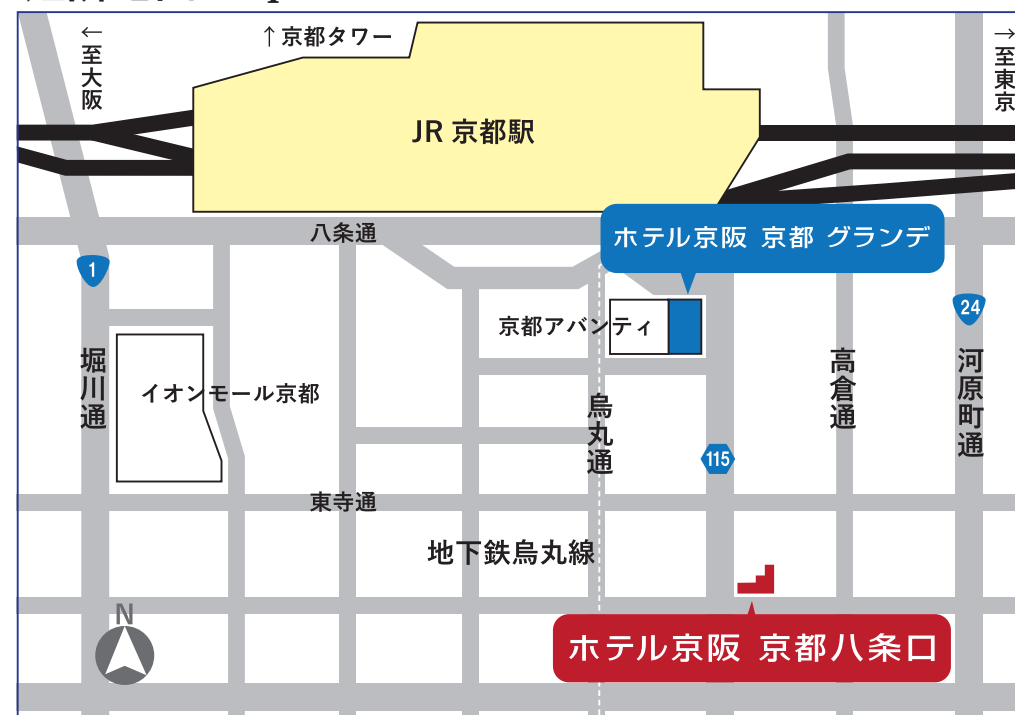 ←至大阪
↑京都タワー
→至東京
JR 京都駅
八条通
ホテル京阪 京都 グランデ
1
24
京都アバンティ
堀川通
イオンモール京都
烏丸通
高倉通
河原町通
115
東寺通
地下鉄烏丸線
N
ホテル京阪 京都八条口